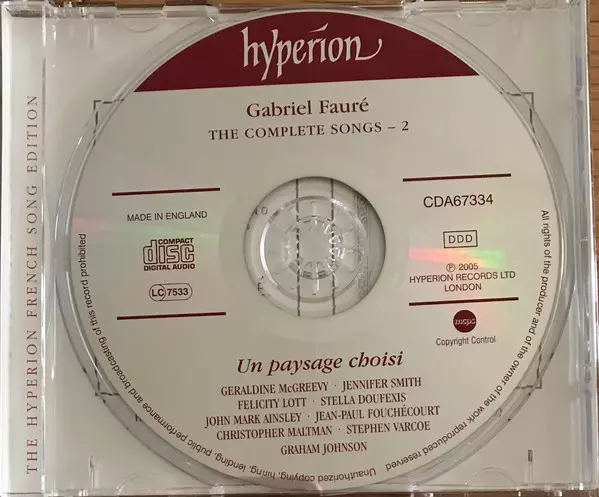 THE HYPERION FRENCH SONG EDITION
hyperion
Gabriel Fauré
THE COMPLETE SONGS – 2
MADE IN ENGLAND
COMPACT
disc
DIGITAL AUDIO
LC 7533
CDA67334
DDD
℗ 2005
HYPERION RECORDS LTD
LONDON
mcps
Copyright Control
Un paysage choisi
GERALDINE McGREEVY · JENNIFER SMITH
FELICITY LOTT · STELLA DOUFEXIS
JOHN MARK AINSLEY · JEAN-PAUL FOUCHÉCOURT
CHRISTOPHER MALTMAN · STEPHEN VARCOE
GRAHAM JOHNSON
All rights of the producer and of the owner of the work reproduced reserved
Unauthorized copying, hiring, lending, public performance and broadcasting of this record prohibited